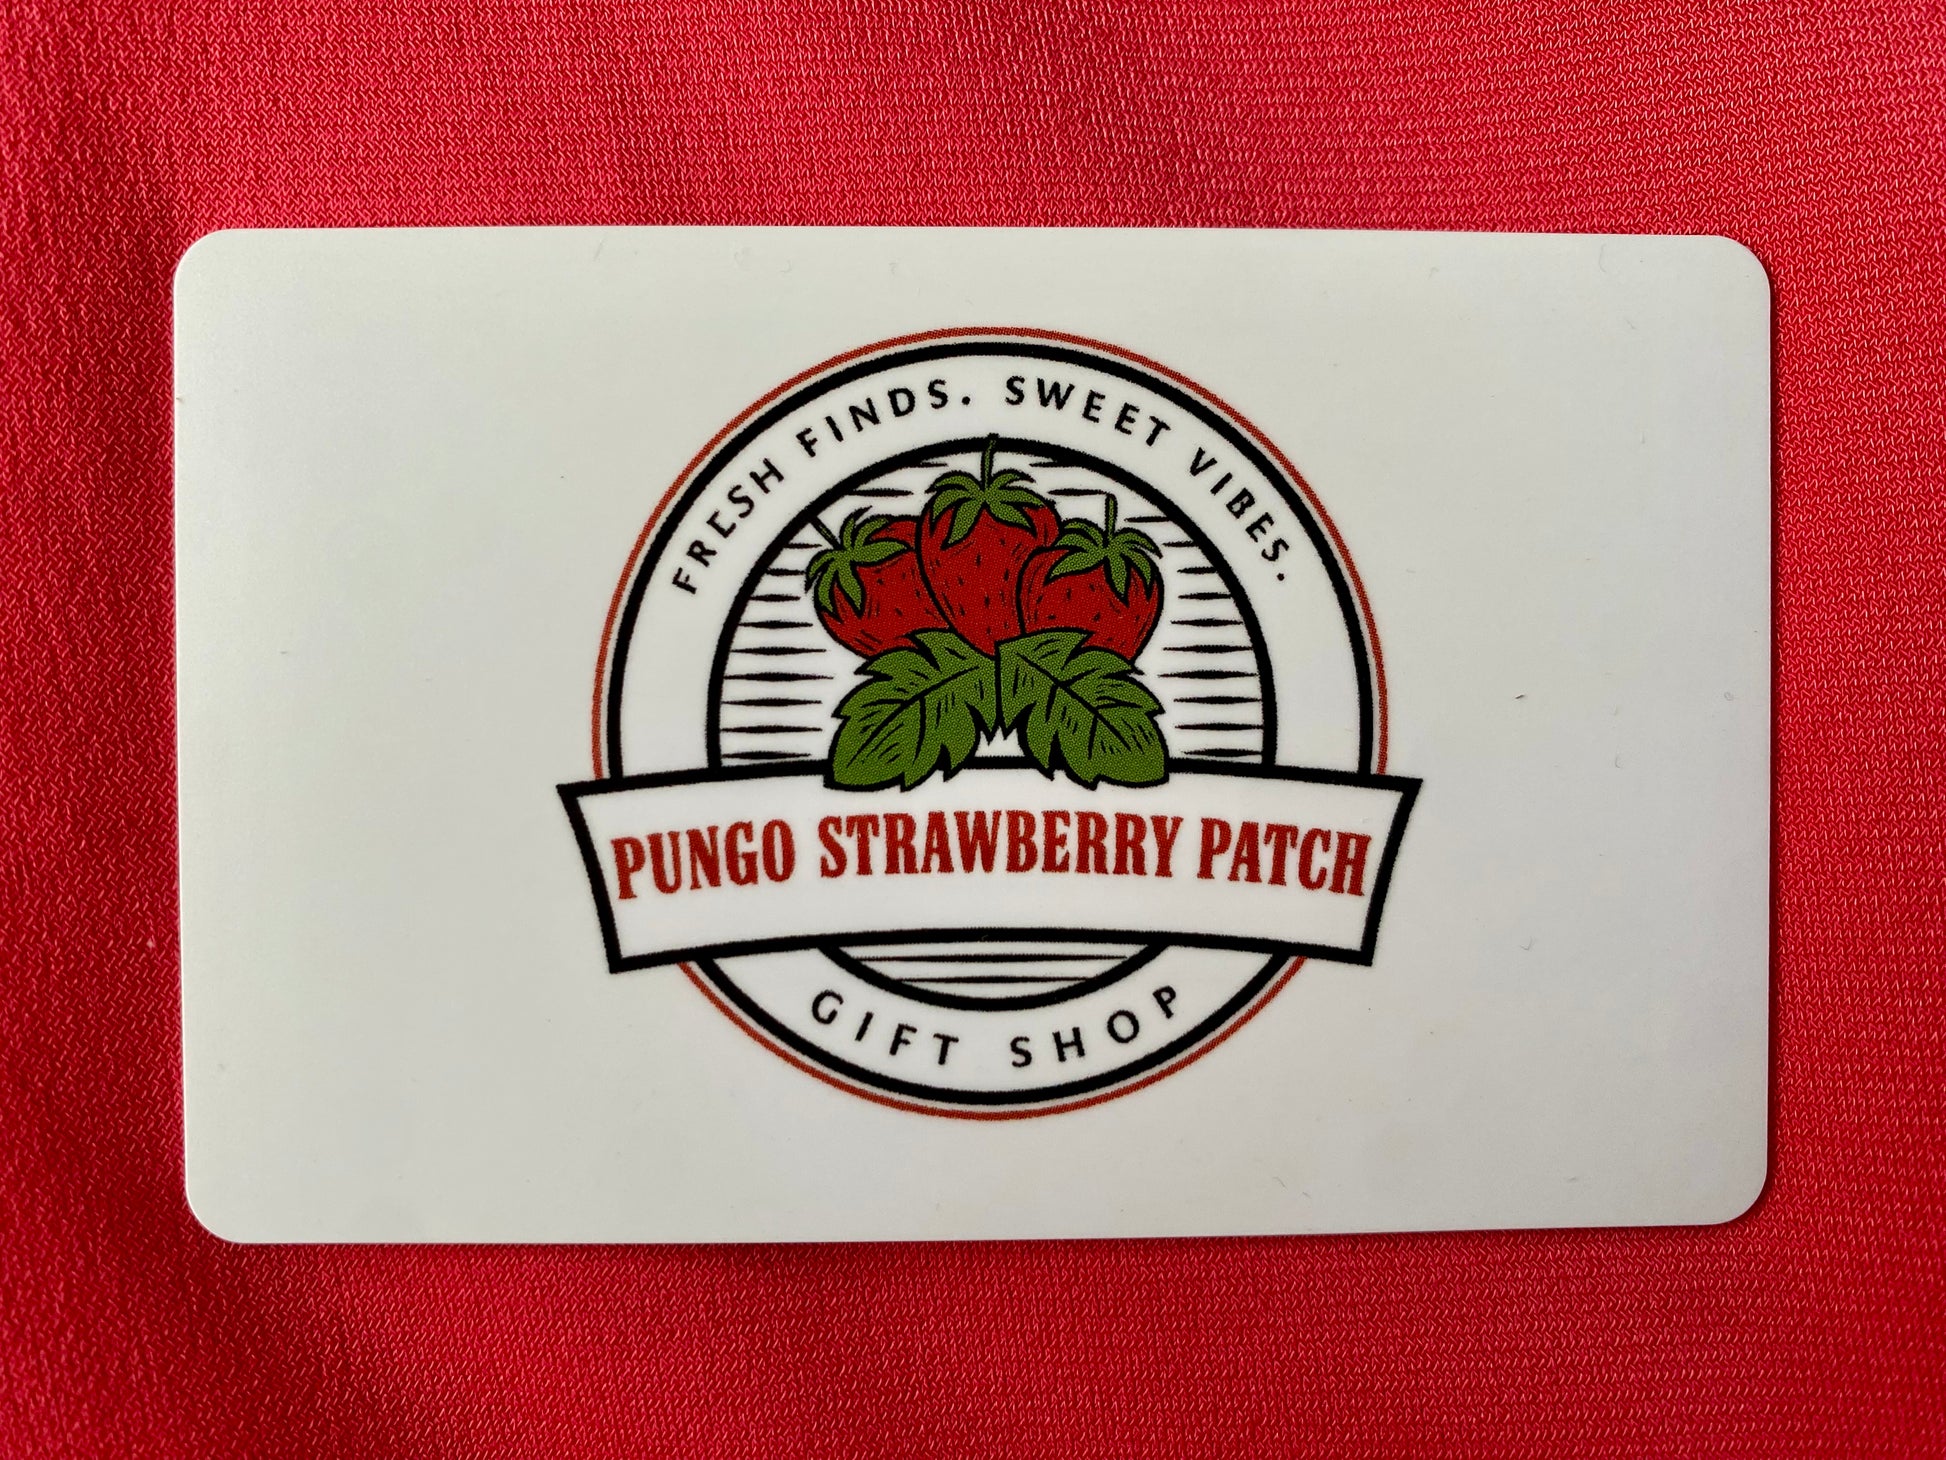 FRESH FINDS. SWEET VIBES.
PUNGO STRAWBERRY PATCH
GIFT SHOP